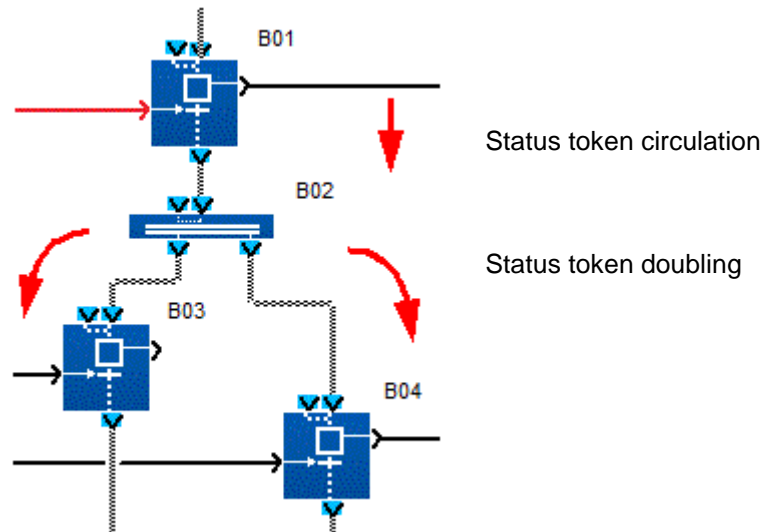 B01
Status token circulation
B02
Status token doubling
B03
B04